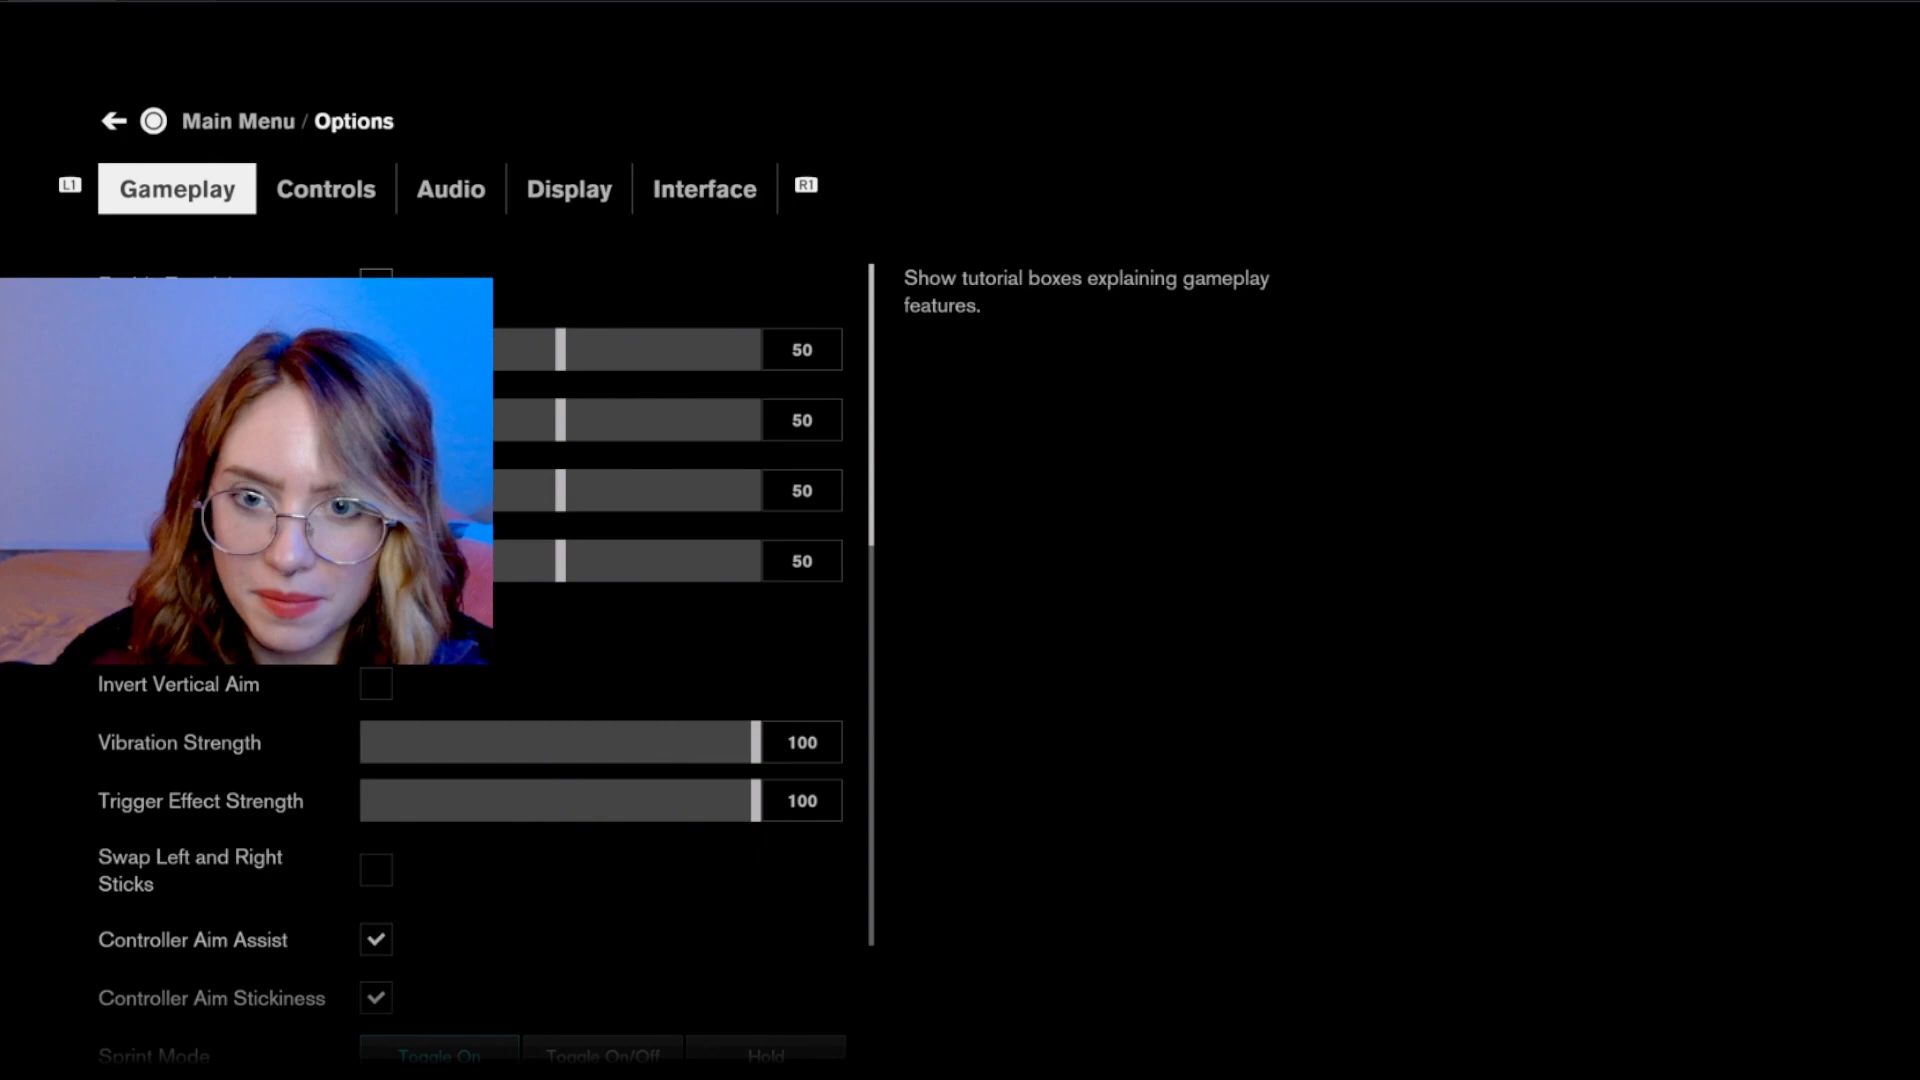 Main Menu / Options
L1
Gameplay
Controls
Audio
Display
Interface
R1
Show tutorial boxes explaining gameplay
features.
50
50
50
50
Invert Vertical Aim
Vibration Strength
100
Trigger Effect Strength
100
Swap Left and Right
Sticks
Controller Aim Assist
Controller Aim Stickiness
Sprint Mode
Toggle On
Toggle On/Off
Hold